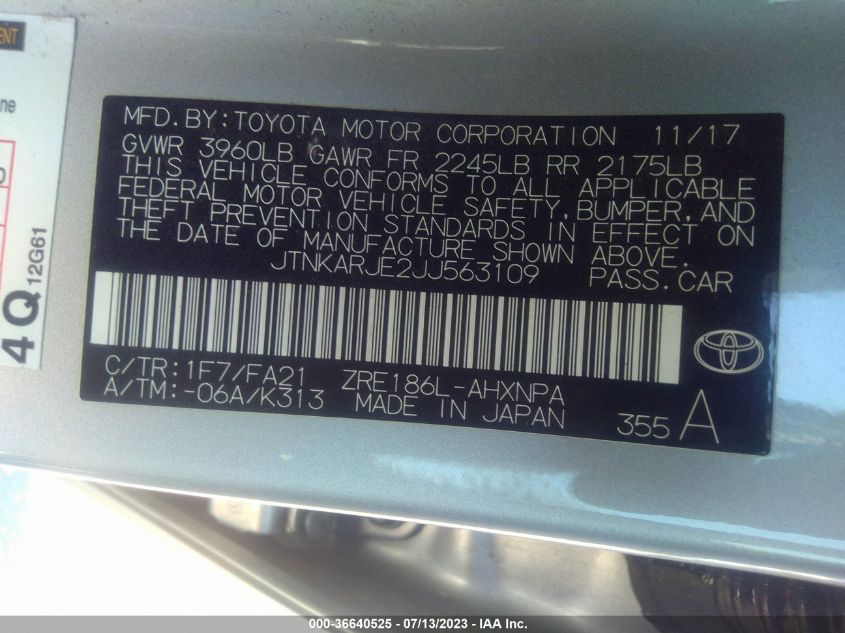 ENT
ne
0
4Q 12G61
MFD.BY:TOYOTA MOTOR CORPORATION 11/17
GVWR 3960LB GAWR FR 2245LB RR 2175LB
THIS VEHICLE CONFORMS TO ALL APPLICABLE
FEDERAL MOTOR VEHICLE SAFETY,BUMPER,AND
THEFT PREVENTION STANDARDS IN EFFECT ON
THE DATE OF MANUFACTURE SHOWN ABOVE.
JTNKARJE2JJ563109 PASS.CAR
C/TR:1F7/FA21 ZRE186L-AHXNPA
A/TM:-06A/K313 MADE IN JAPAN 355 A
000-36640525 - 07/13/2023 - IAA Inc.